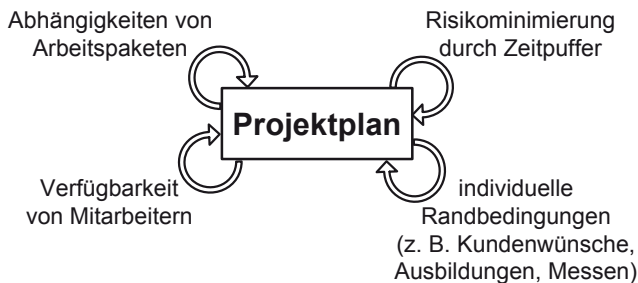 Abhängigkeiten von
Arbeitspaketen
Risikominimierung
durch Zeitpuffer
Projektplan
Verfügbarkeit
von Mitarbeitern
individuelle
Randbedingungen
(z. B. Kundenwünsche,
Ausbildungen, Messen)